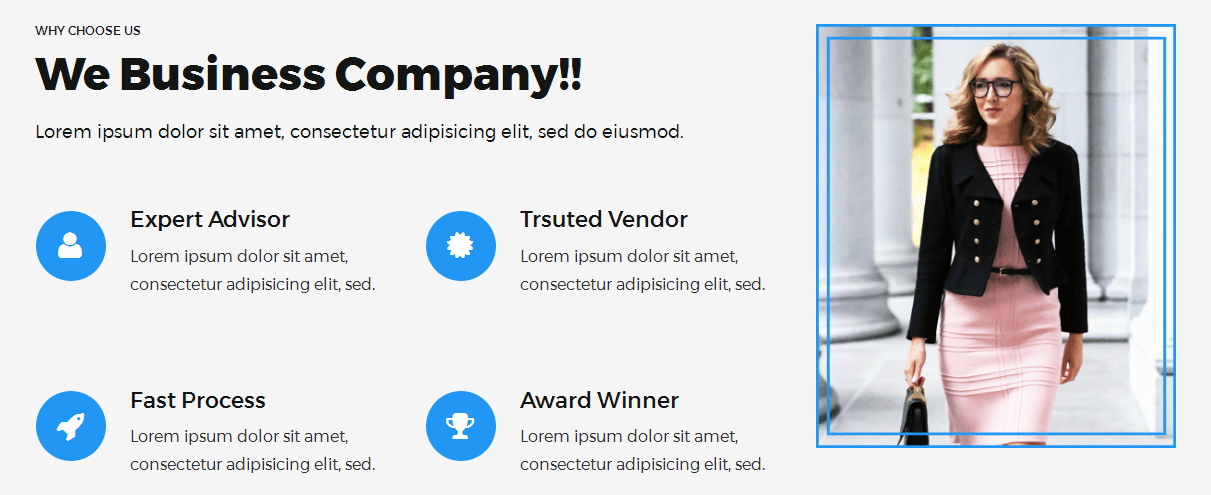 WHY CHOOSE US
We Business Company!!
Lorem ipsum dolor sit amet, consectetur adipisicing elit, sed do eiusmod.
Expert Advisor
Lorem ipsum dolor sit amet,
consectetur adipisicing elit, sed.
Trsuted Vendor
Lorem ipsum dolor sit amet,
consectetur adipisicing elit, sed.
Fast Process
Lorem ipsum dolor sit amet,
consectetur adipisicing elit, sed.
Award Winner
Lorem ipsum dolor sit amet,
consectetur adipisicing elit, sed.